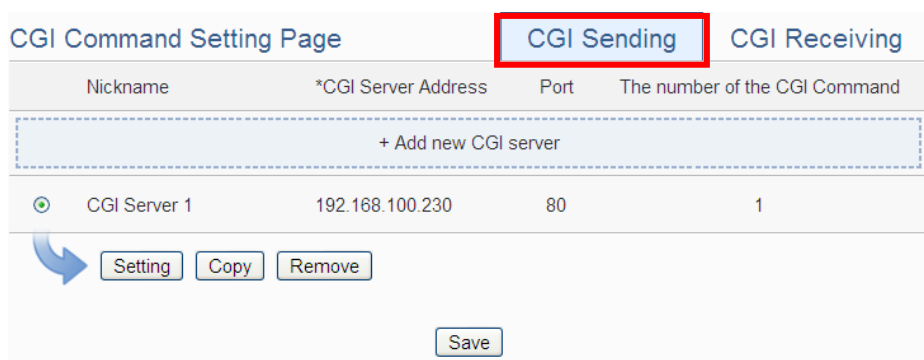 CGI Command Setting Page CGI Sending CGI Receiving
Nickname *CGI Server Address Port The number of the CGI Command
+ Add new CGI server
CGI Server 1 192.168.100.230 80 1
Setting Copy Remove
Save